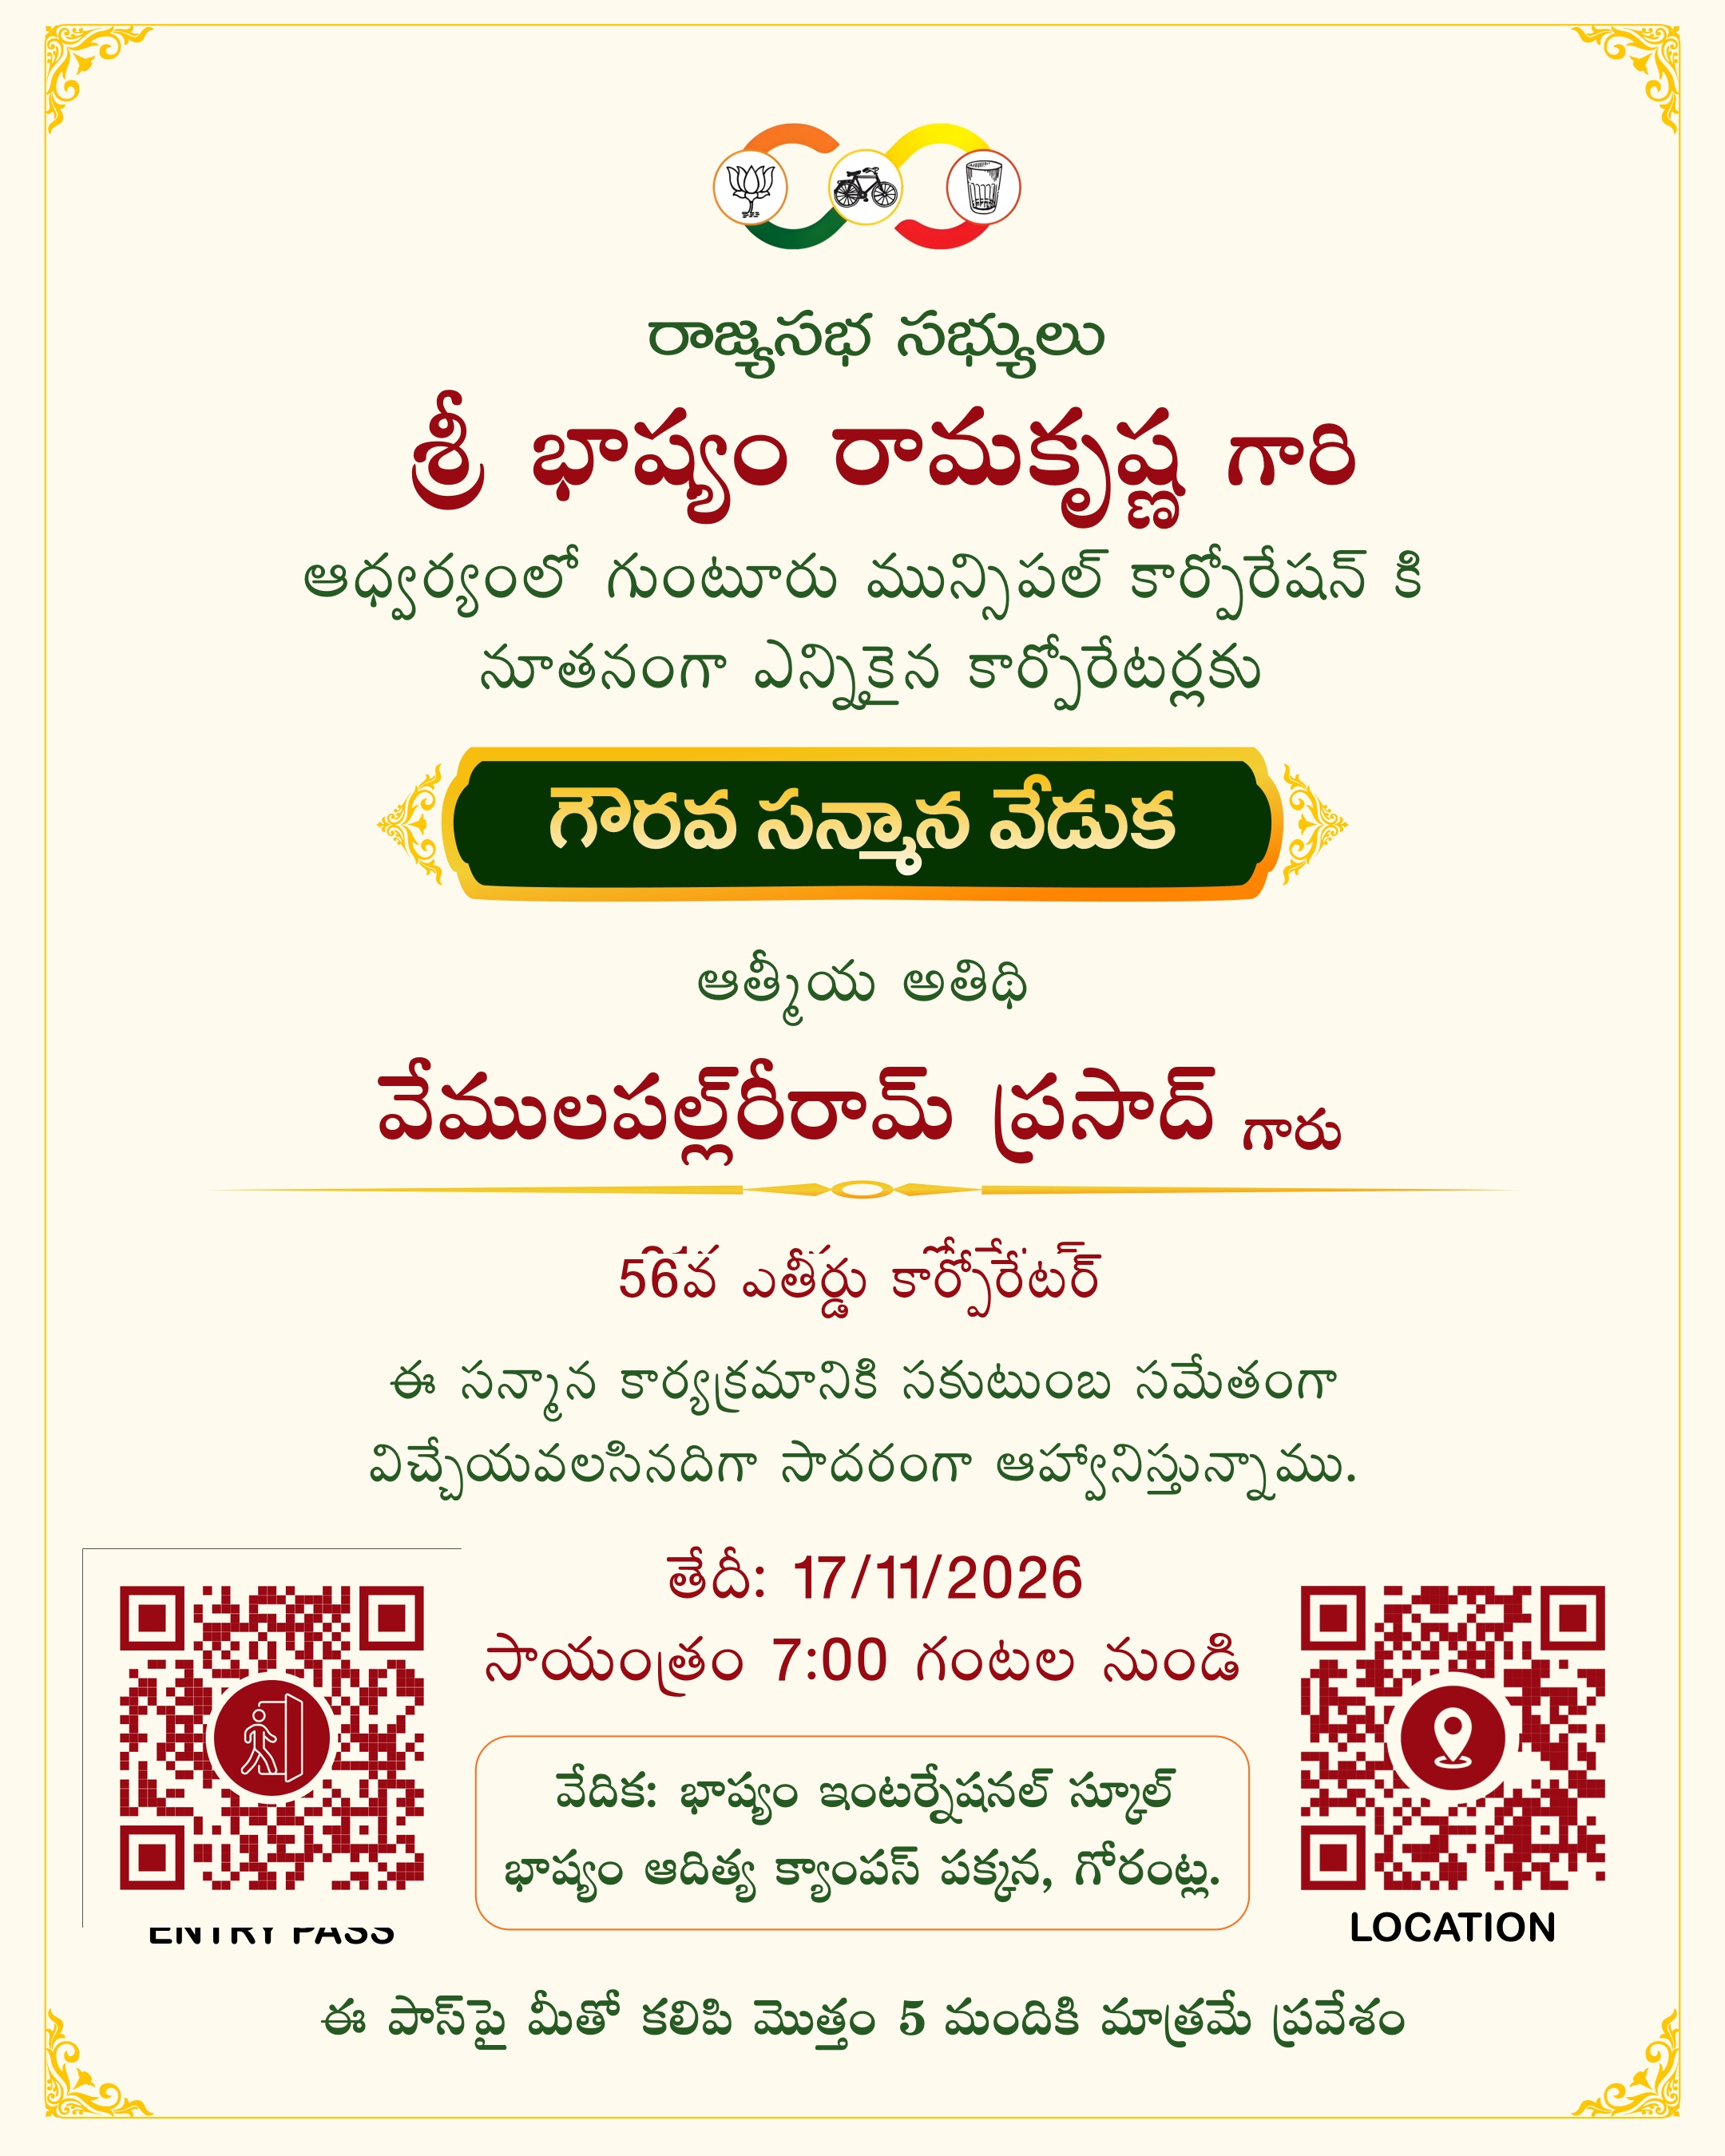 రాజ్యసభ సభ్యులు
శ్రీ భాష్యం రామకృష్ణ గారి
ఆధ్వర్యంలో గుంటూరు మున్సిపల్ కార్పోరేషన్ కి
నూతనంగా ఎన్నికైన కార్పోరేటర్లకు
గౌరవ సన్మాన వేడుక
ఆత్మీయ అతిథి
వేములపల్ల్‌రీరామ్ ప్రసాద్ గారు
56వ ఎతీర్డు కార్పోరేటర్
ఈ సన్మాన కార్యక్రమానికి సకుటుంబ సమేతంగా
విచ్చేయవలసినదిగా సాదరంగా ఆహ్వానిస్తున్నాము.
తేదీ: 17/11/2026
సాయంత్రం 7:00 గంటల నుండి
వేదిక: భాష్యం ఇంటర్నేషనల్ స్కూల్
భాష్యం ఆదిత్య క్యాంపస్ పక్కన, గోరంట్ల.
ENTRY PASS
LOCATION
ఈ పాస్‌పై మీతో కలిపి మొత్తం 5 మందికి మాత్రమే ప్రవేశం